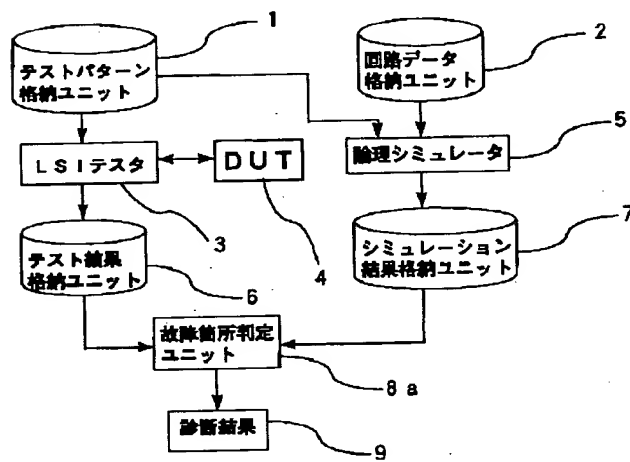 1
テストパターン
格納ユニット
2
回路データ
格納ユニット
LSIテスタ
3
DUT
4
論理シミュレータ
5
テスト結果
格納ユニット
6
シミュレーション
結果格納ユニット
7
故障箇所判定
ユニット
8a
診断結果
9